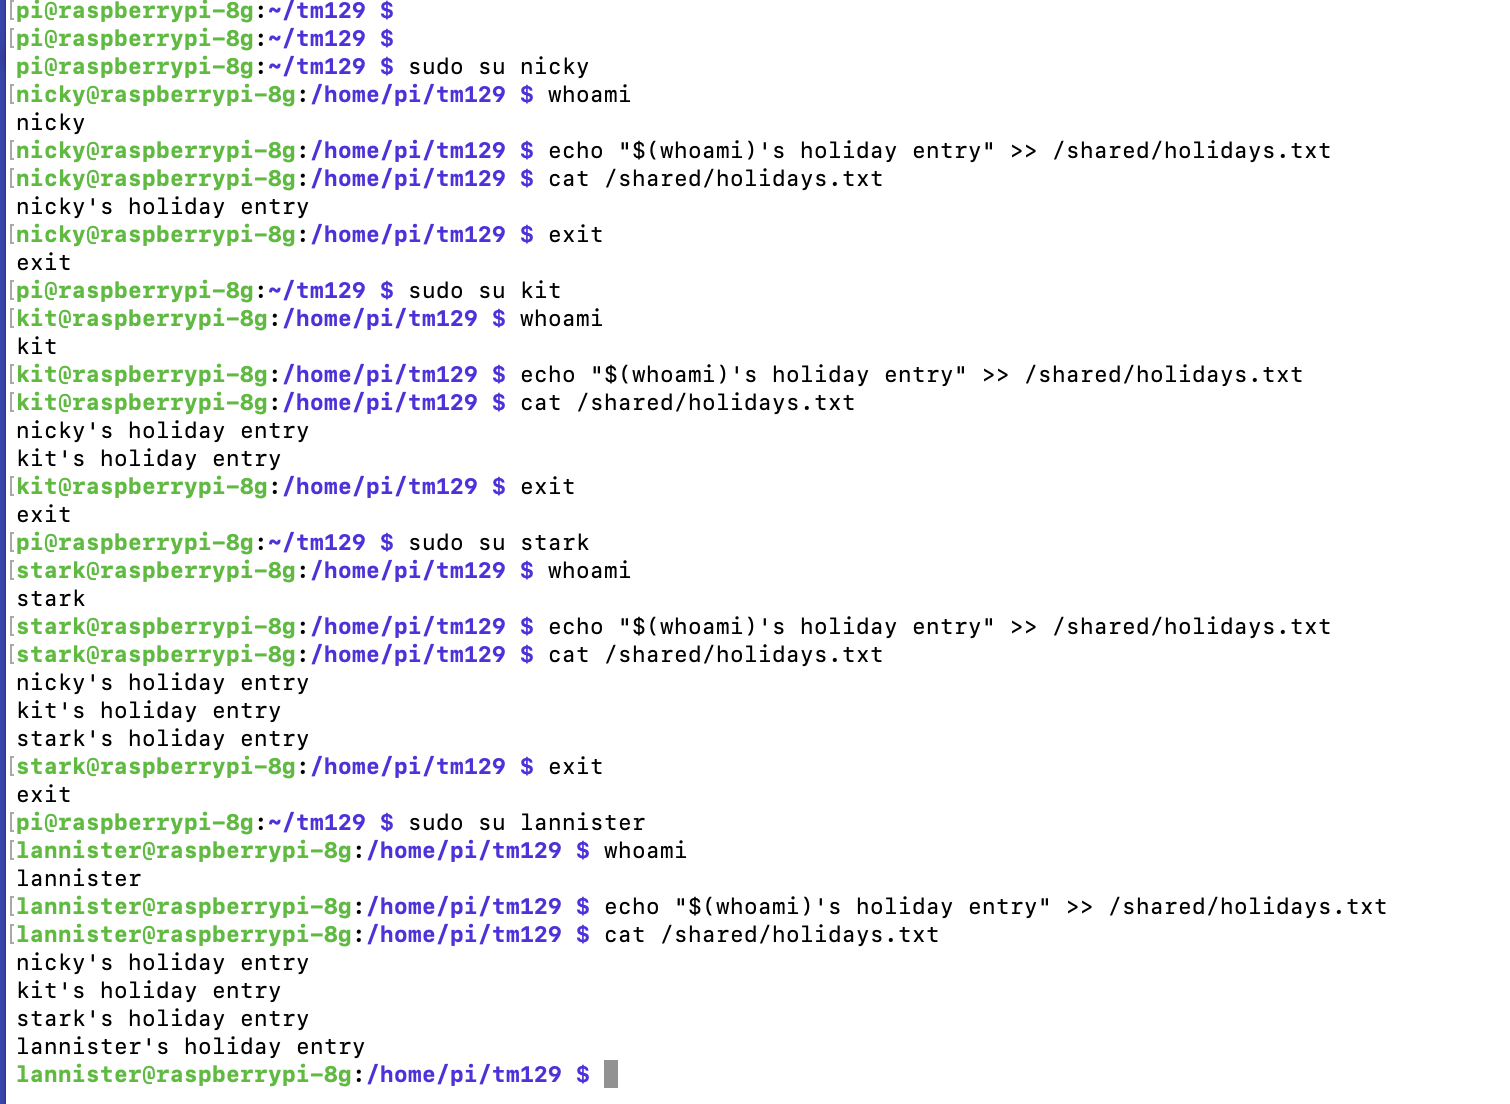 [pi@raspberrypi-8g:~/tm129 $
[pi@raspberrypi-8g:~/tm129 $
pi@raspberrypi-8g:~/tm129 $ sudo su nicky
[nicky@raspberrypi-8g:/home/pi/tm129 $ whoami
nicky
[nicky@raspberrypi-8g:/home/pi/tm129 $ echo "$(whoami)'s holiday entry" >> /shared/holidays.txt
[nicky@raspberrypi-8g:/home/pi/tm129 $ cat /shared/holidays.txt
nicky's holiday entry
[nicky@raspberrypi-8g:/home/pi/tm129 $ exit
exit
[pi@raspberrypi-8g:~/tm129 $ sudo su kit
[kit@raspberrypi-8g:/home/pi/tm129 $ whoami
kit
[kit@raspberrypi-8g:/home/pi/tm129 $ echo "$(whoami)'s holiday entry" >> /shared/holidays.txt
[kit@raspberrypi-8g:/home/pi/tm129 $ cat /shared/holidays.txt
nicky's holiday entry
kit's holiday entry
[kit@raspberrypi-8g:/home/pi/tm129 $ exit
exit
[pi@raspberrypi-8g:~/tm129 $ sudo su stark
[stark@raspberrypi-8g:/home/pi/tm129 $ whoami
stark
[stark@raspberrypi-8g:/home/pi/tm129 $ echo "$(whoami)'s holiday entry" >> /shared/holidays.txt
[stark@raspberrypi-8g:/home/pi/tm129 $ cat /shared/holidays.txt
nicky's holiday entry
kit's holiday entry
stark's holiday entry
[stark@raspberrypi-8g:/home/pi/tm129 $ exit
exit
[pi@raspberrypi-8g:~/tm129 $ sudo su lannister
[lannister@raspberrypi-8g:/home/pi/tm129 $ whoami
lannister
[lannister@raspberrypi-8g:/home/pi/tm129 $ echo "$(whoami)'s holiday entry" >> /shared/holidays.txt
[lannister@raspberrypi-8g:/home/pi/tm129 $ cat /shared/holidays.txt
nicky's holiday entry
kit's holiday entry
stark's holiday entry
lannister's holiday entry
lannister@raspberrypi-8g:/home/pi/tm129 $